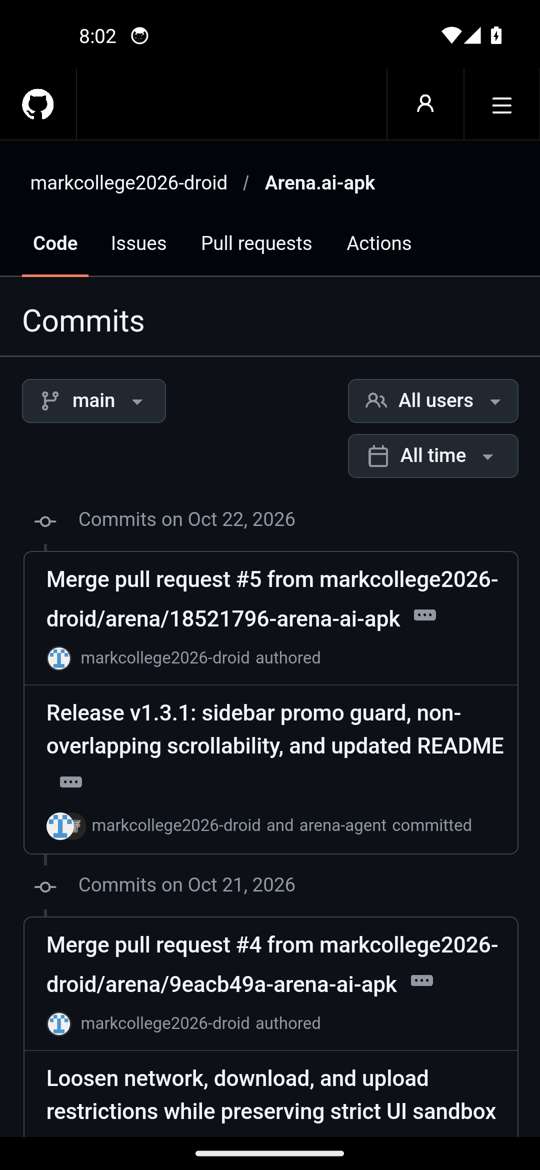 8:02
markcollege2026-droid / Arena.ai-apk
Code Issues Pull requests Actions
Commits
main
All users
All time
Commits on Oct 22, 2026
Merge pull request #5 from markcollege2026-
droid/arena/18521796-arena-ai-apk
markcollege2026-droid authored
Release v1.3.1: sidebar promo guard, non-
overlapping scrollability, and updated README
markcollege2026-droid and arena-agent committed
Commits on Oct 21, 2026
Merge pull request #4 from markcollege2026-
droid/arena/9eacb49a-arena-ai-apk
markcollege2026-droid authored
Loosen network, download, and upload
restrictions while preserving strict UI sandbox